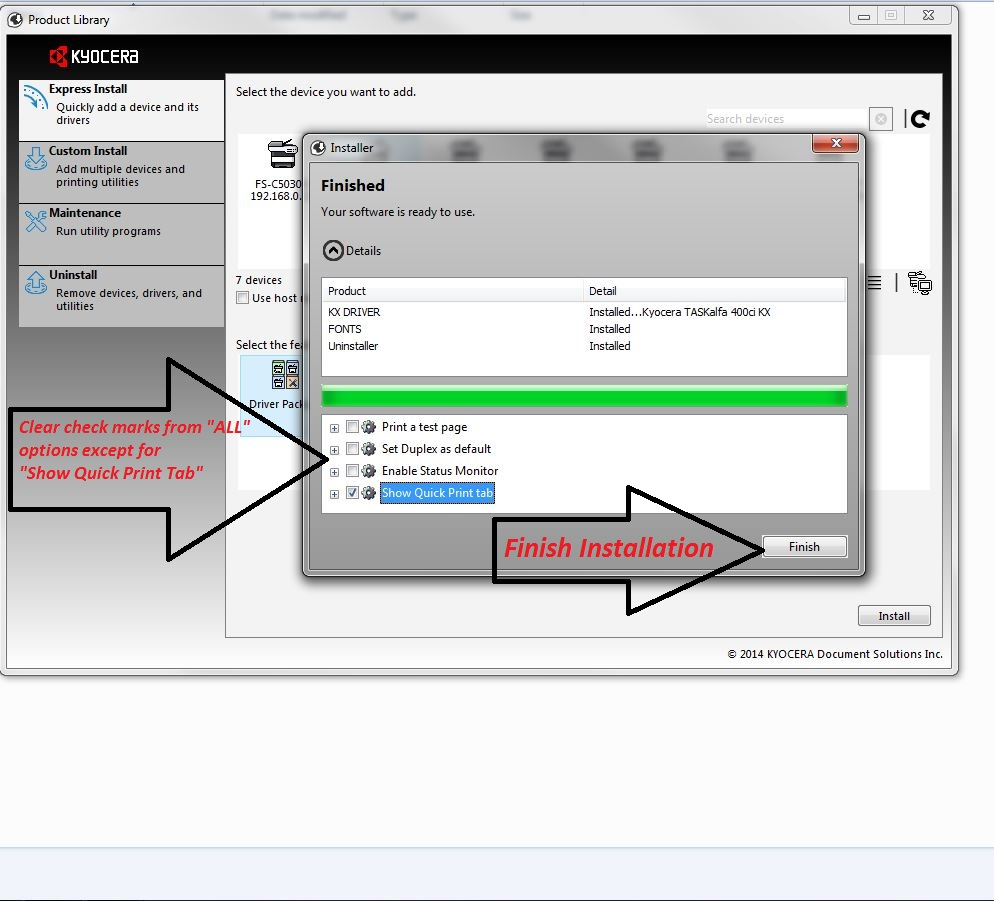 Date modified Type Size
Product Library
KYOCERA
Express Install
Quickly add a device and its
drivers
Custom Install
Add multiple devices and
printing utilities
Maintenance
Run utility programs
Uninstall
Remove devices, drivers, and
utilities
Select the device you want to add.
Search devices
FS-C5030
192.168.0.
7 devices
Use host
Select the fea
Driver Pack
Installer
Finished
Your software is ready to use.
Details
Product Detail
KX DRIVER Installed...Kyocera TASKalfa 400ci KX
FONTS Installed
Uninstaller Installed
Print a test page
Set Duplex as default
Enable Status Monitor
Show Quick Print tab
Clear check marks from "ALL"
options except for
"Show Quick Print Tab"
Finish Installation
Finish
Install
© 2014 KYOCERA Document Solutions Inc.